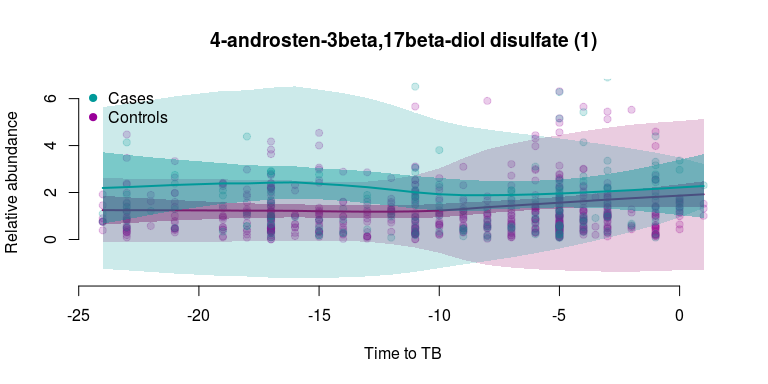 4-androsten-3beta,17beta-diol disulfate (1)
Relative abundance
6
4
2
0
Cases
Controls
-25
-20
-15
-10
-5
0
Time to TB